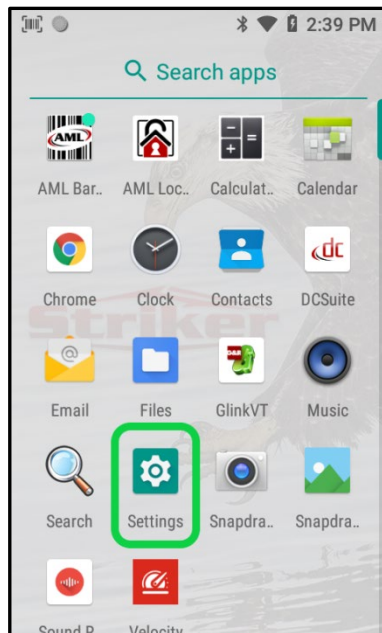 2:39 PM
Search apps
AML
AML Bar..
AML Loc..
Calculat..
Calendar
dc
Chrome
Clock
Contacts
DCSuite
Striker
Email
Files
GlinkVT
Music
Search
Settings
Snapdra..
Snapdra..
Sound R..
Velocity